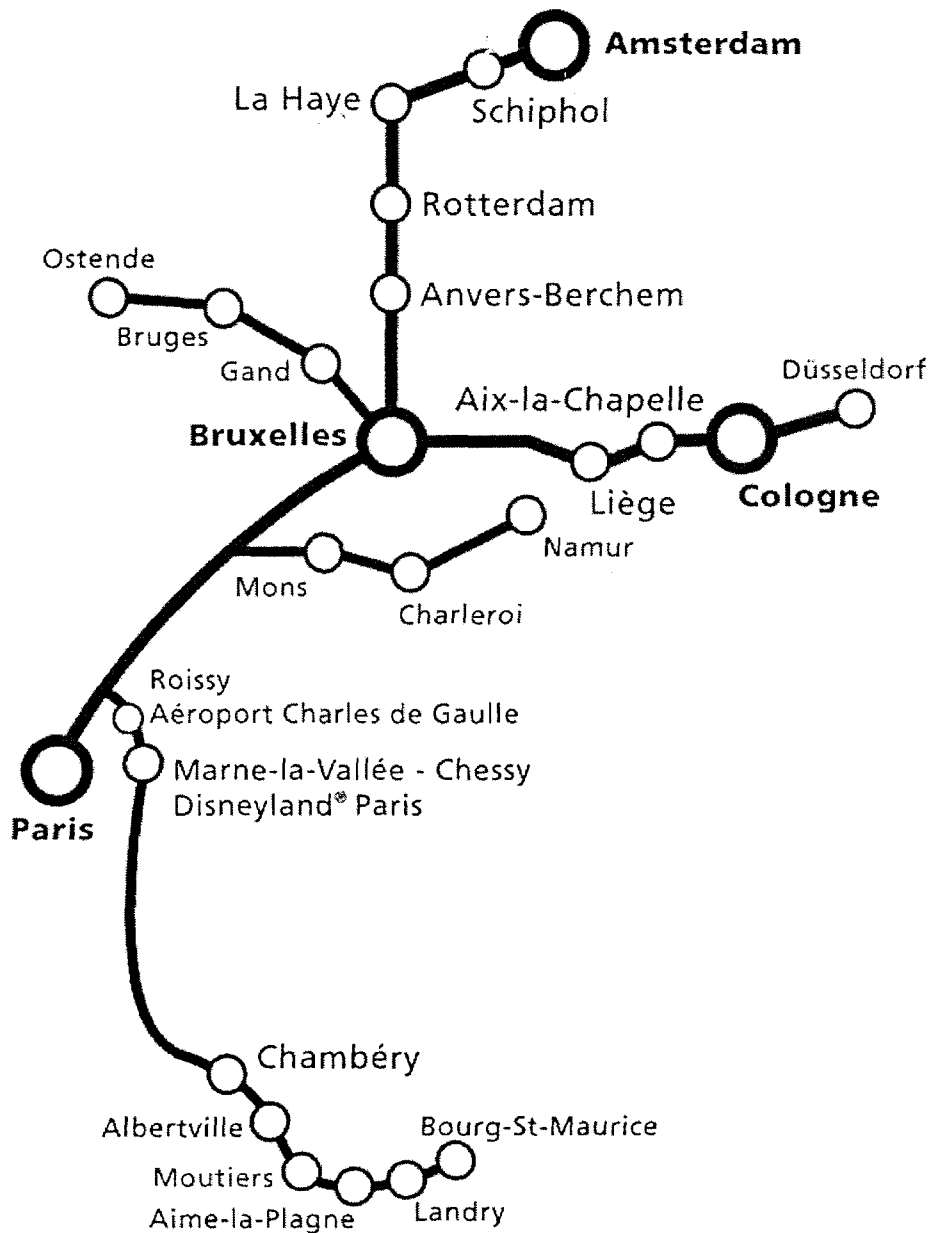 Amsterdam
La Haye
Schiphol
Rotterdam
Ostende
Anvers-Berchem
Bruges
Gand
Düsseldorf
Aix-la-Chapelle
Bruxelles
Liège
Cologne
Namur
Mons
Charleroi
Roissy
Aéroport Charles de Gaulle
Marne-la-Vallée - Chessy
Disneyland® Paris
Paris
Chambéry
Albertville
Bourg-St-Maurice
Moutiers
Aime-la-Plagne
Landry